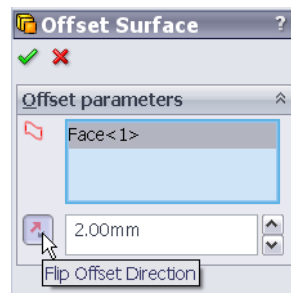 Offset Surface ?
Offset parameters
Face<1>
2.00mm
Flip Offset Direction